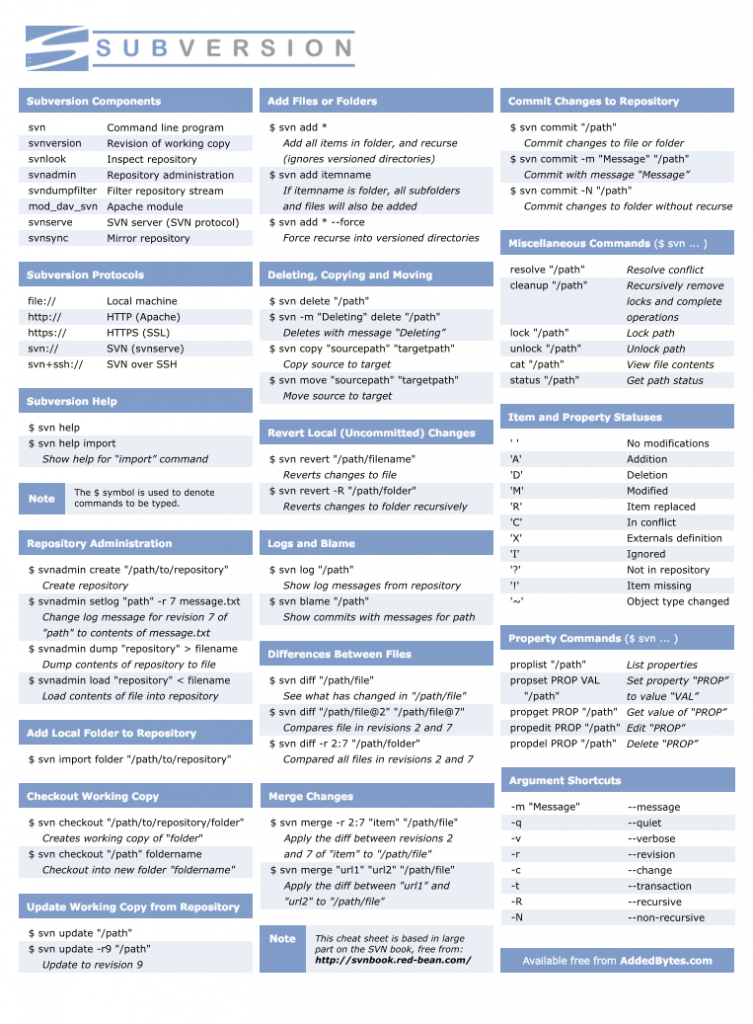 SUBVERSION
Subversion Components
svn Command line program
svnversion Revision of working copy
svnlook Inspect repository
svnadmin Repository administration
svndumpfilter Filter repository stream
mod_dav_svn Apache module
svnserve SVN server (SVN protocol)
svnsync Mirror repository
Subversion Protocols
file:// Local machine
http:// HTTP (Apache)
https:// HTTPS (SSL)
svn:// SVN (svnserve)
svn+ssh:// SVN over SSH
Subversion Help
$ svn help
$ svn help import
Show help for “import” command
Note
The $ symbol is used to denote
commands to be typed.
Repository Administration
$ svnadmin create "/path/to/repository"
Create repository
$ svnadmin setlog "path" -r 7 message.txt
Change log message for revision 7 of
"path" to contents of message.txt
$ svnadmin dump "repository" > filename
Dump contents of repository to file
$ svnadmin load "repository" < filename
Load contents of file into repository
Add Local Folder to Repository
$ svn import folder "/path/to/repository"
Checkout Working Copy
$ svn checkout "/path/to/repository/folder"
Creates working copy of “folder"
$ svn checkout "/path" foldername
Checkout into new folder "foldername"
Update Working Copy from Repository
$ svn update "/path"
$ svn update -r9 "/path"
Update to revision 9
Add Files or Folders
$ svn add *
Add all items in folder, and recurse
(ignores versioned directories)
$ svn add itemname
If itemname is folder, all subfolders
and files will also be added
$ svn add * --force
Force recurse into versioned directories
Deleting, Copying and Moving
$ svn delete "/path"
$ svn -m "Deleting" delete "/path"
Deletes with message “Deleting”
$ svn copy "sourcepath" "targetpath"
Copy source to target
$ svn move "sourcepath" "targetpath"
Move source to target
Revert Local (Uncommitted) Changes
$ svn revert "/path/filename"
Reverts changes to file
$ svn revert -R "/path/folder"
Reverts changes to folder recursively
Logs and Blame
$ svn log "/path"
Show log messages from repository
$ svn blame "/path"
Show commits with messages for path
Differences Between Files
$ svn diff "/path/file"
See what has changed in "/path/file"
$ svn diff "/path/file@2" "/path/file@7"
Compares file in revisions 2 and 7
$ svn diff -r 2:7 "/path/folder"
Compared all files in revisions 2 and 7
Merge Changes
$ svn merge -r 2:7 "item" "/path/file"
Apply the diff between revisions 2
and 7 of "item" to "/path/file"
$ svn merge "url1" "url2" "/path/file"
Apply the diff between "url1" and
"url2" to "/path/file"
Note
This cheat sheet is based in large
part on the SVN book, free from:
http://svnbook.red-bean.com/
Commit Changes to Repository
$ svn commit "/path"
Commit changes to file or folder
$ svn commit -m "Message" "/path"
Commit with message “Message”
$ svn commit -N "/path"
Commit changes to folder without recurse
Miscellaneous Commands ($ svn ... )
resolve "/path" Resolve conflict
cleanup "/path" Recursively remove
locks and complete
operations
lock "/path" Lock path
unlock "/path" Unlock path
cat "/path" View file contents
status "/path" Get path status
Item and Property Statuses
' ' No modifications
'A' Addition
'D' Deletion
'M' Modified
'R' Item replaced
'C' In conflict
'X' Externals definition
'I' Ignored
'?' Not in repository
'!' Item missing
'~' Object type changed
Property Commands ($ svn ... )
proplist "/path" List properties
propset PROP VAL Set property “PROP”
"/path" to value “VAL”
propget PROP "/path" Get value of “PROP”
propedit PROP "/path" Edit “PROP”
propdel PROP "/path" Delete “PROP”
Argument Shortcuts
-m "Message" --message
-q --quiet
-v --verbose
-r --revision
-c --change
-t --transaction
-R --recursive
-N --non-recursive
Available free from AddedBytes.com